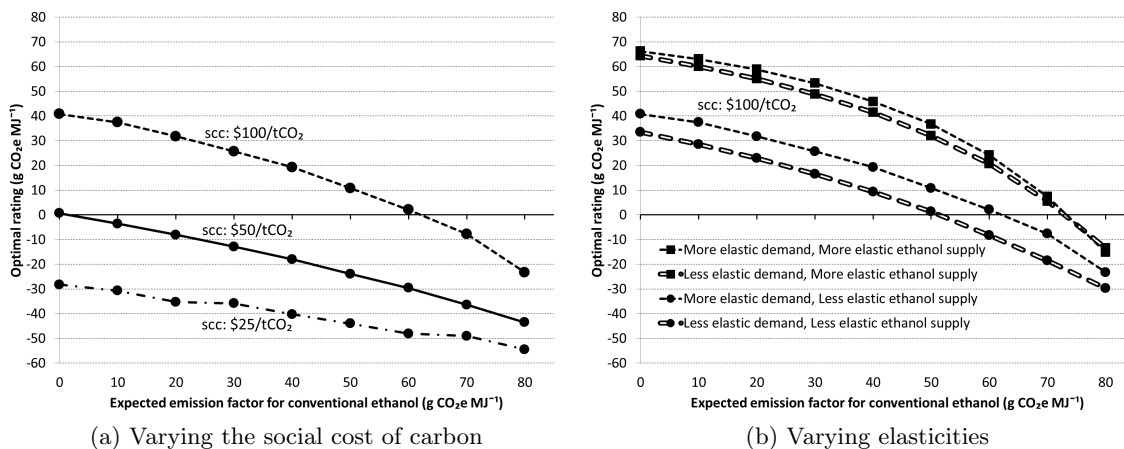 80
70
60
50
40
30
20
10
0
-10
-20
-30
-40
-50
-60
Optimal rating (g CO₂e MJ⁻¹)
scc: $100/tCO₂
scc: $50/tCO₂
scc: $25/tCO₂
0 10 20 30 40 50 60 70 80
Expected emission factor for conventional ethanol (g CO₂e MJ⁻¹)
(a) Varying the social cost of carbon
80
70
60
50
40
30
20
10
0
-10
-20
-30
-40
-50
-60
Optimal rating (g CO₂e MJ⁻¹)
scc: $100/tCO₂
More elastic demand, More elastic ethanol supply
Less elastic demand, More elastic ethanol supply
More elastic demand, Less elastic ethanol supply
Less elastic demand, Less elastic ethanol supply
0 10 20 30 40 50 60 70 80
Expected emission factor for conventional ethanol (g CO₂e MJ⁻¹)
(b) Varying elasticities